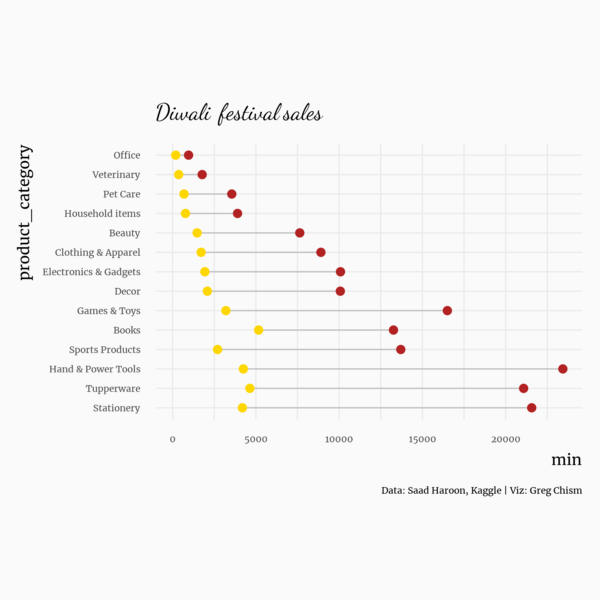 Diwali festival sales
product_category
Office
Veterinary
Pet Care
Household items
Beauty
Clothing & Apparel
Electronics & Gadgets
Decor
Games & Toys
Books
Sports Products
Hand & Power Tools
Tupperware
Stationery
0 5000 10000 15000 20000
min
Data: Saad Haroon, Kaggle | Viz: Greg Chism